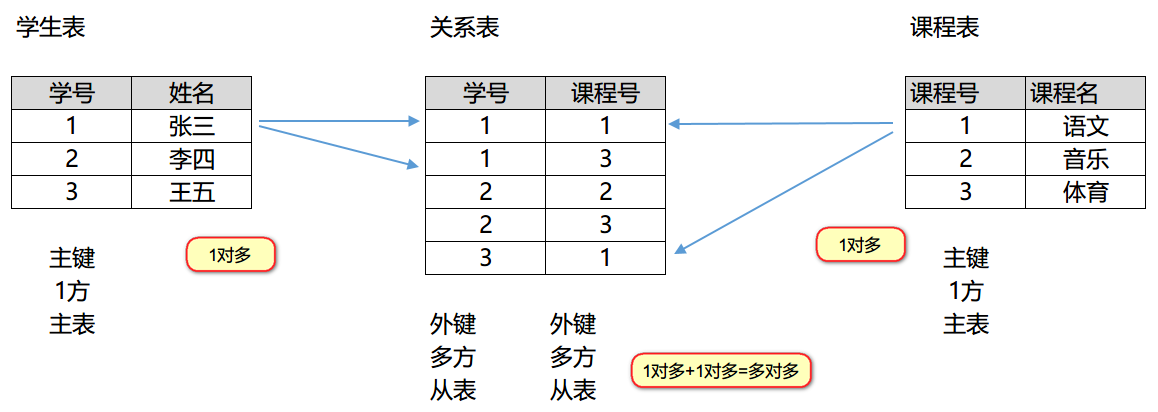 学生表
学号 姓名
1 张三
2 李四
3 王五
主键
1方
主表
1对多
关系表
学号 课程号
1 1
1 3
2 2
2 3
3 1
外键 外键
多方 多方
从表 从表
1对多+1对多=多对多
课程表
课程号 课程名
1 语文
2 音乐
3 体育
1对多
主键
1方
主表